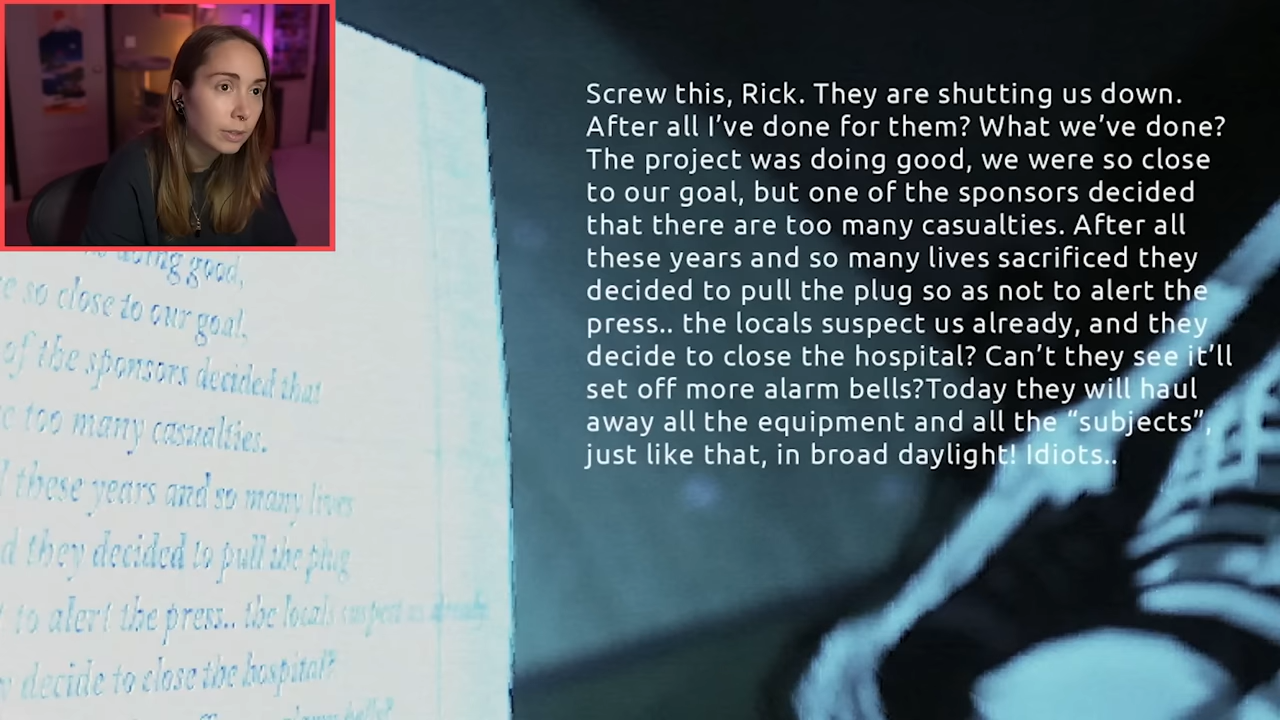 Screw this, Rick. They are shutting us down.
After all I’ve done for them? What we’ve done?
The project was doing good, we were so close
to our goal, but one of the sponsors decided
that there are too many casualties. After all
these years and so many lives sacrificed they
decided to pull the plug so as not to alert the
press.. the locals suspect us already, and they
decide to close the hospital? Can’t they see it’ll
set off more alarm bells?Today they will haul
away all the equipment and all the “subjects”,
just like that, in broad daylight! Idiots..
doing good,
so close to our goal,
of the sponsors decided that
too many casualties.
these years and so many lives
they decided to pull the plug
to alert the press.. the locals suspect us already
decide to close the hospital?
alarm bells?